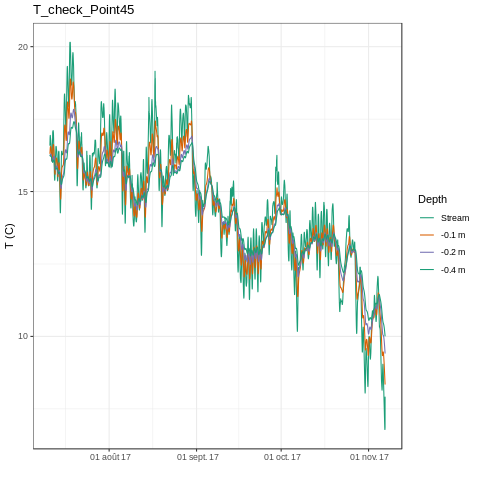 T_check_Point45
20
15
10
T (C)
01 août 17
01 sept. 17
01 oct. 17
01 nov. 17
Depth
Stream
-0.1 m
-0.2 m
-0.4 m